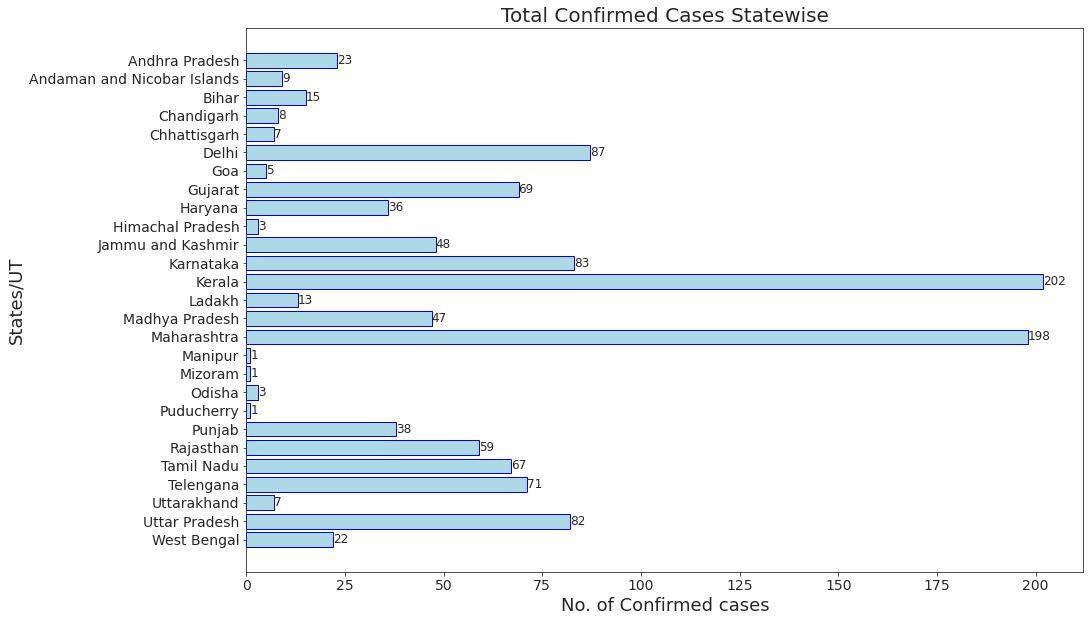 Total Confirmed Cases Statewise
States/UT
Andhra Pradesh 23
Andaman and Nicobar Islands 9
Bihar 15
Chandigarh 8
Chhattisgarh 7
Delhi 87
Goa 5
Gujarat 69
Haryana 36
Himachal Pradesh 3
Jammu and Kashmir 48
Karnataka 83
Kerala 202
Ladakh 13
Madhya Pradesh 47
Maharashtra 198
Manipur 1
Mizoram 1
Odisha 3
Puducherry 1
Punjab 38
Rajasthan 59
Tamil Nadu 67
Telengana 71
Uttarakhand 7
Uttar Pradesh 82
West Bengal 22
0 25 50 75 100 125 150 175 200
No. of Confirmed cases